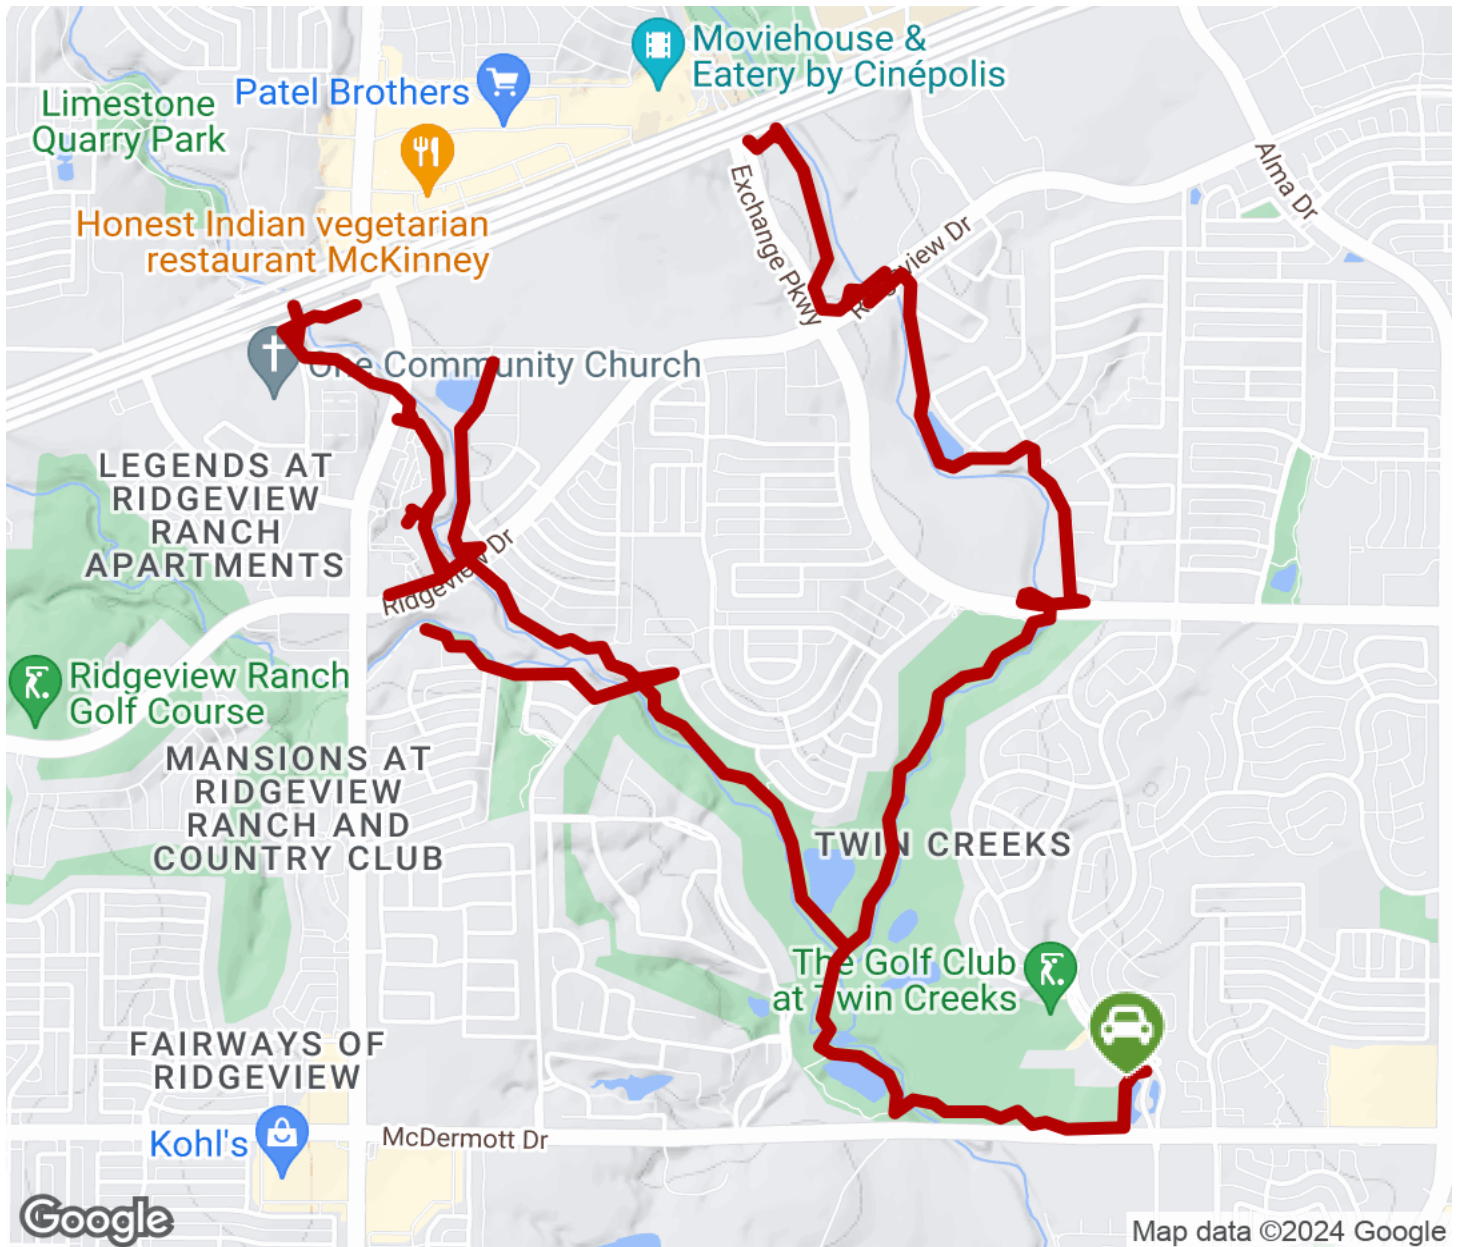 Moviehouse &
Eatery by Cinépolis
Patel Brothers
Limestone
Quarry Park
Alma Dr
Exchange Pkwy
Honest Indian vegetarian
restaurant McKinney
Ridgeview Dr
One Community Church
LEGENDS AT
RIDGEVIEW
RANCH
APARTMENTS
Ridgeview Dr
Ridgeview Ranch
Golf Course
MANSIONS AT
RIDGEVIEW
RANCH AND
COUNTRY CLUB
TWIN CREEKS
The Golf Club
at Twin Creeks
FAIRWAYS OF
RIDGEVIEW
Kohl's
McDermott Dr
Google
Map data ©2024 Google